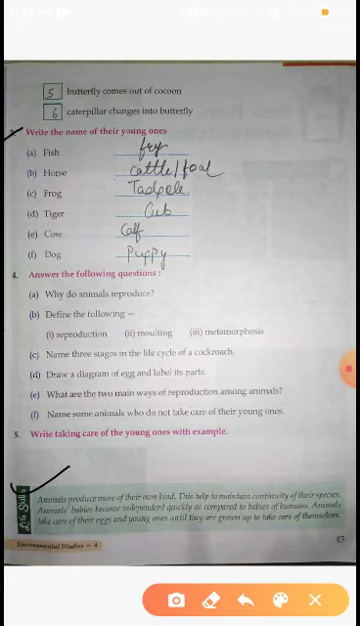 5 butterfly comes out of cocoon
6 caterpillar changes into butterfly
3. Write the name of their young ones
(a) Fish fry
(b) Horse cattle/foal
(c) Frog Tadpole
(d) Tiger Cub
(e) Cow Calf
(f) Dog Puppy
4. Answer the following questions :
(a) Why do animals reproduce?
(b) Define the following —
(i) reproduction (ii) moulting (iii) metamorphosis
(c) Name three stages in the life cycle of a cockroach.
(d) Draw a diagram of egg and label its parts.
(e) What are the two main ways of reproduction among animals?
(f) Name some animals who do not take care of their young ones.
5. Write taking care of the young ones with example.
Life Skills
Animals produce more of their own kind. This help to maintain continuity of their species.
Animals' babies become independent quickly as compared to babies of humans. Animals
take care of their eggs and young ones until they are grown up to take care of themselves.
Environmental Studies — 4
43